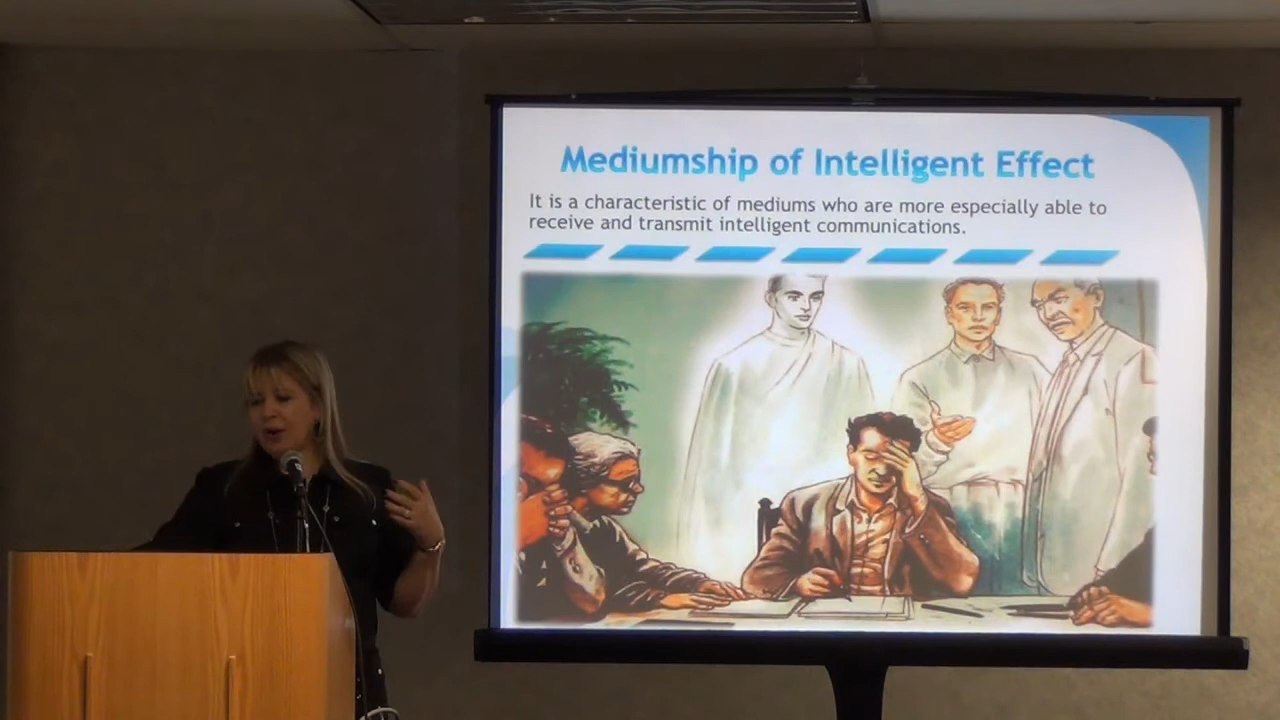 Mediumship of Intelligent Effect
It is a characteristic of mediums who are more especially able to
receive and transmit intelligent communications.